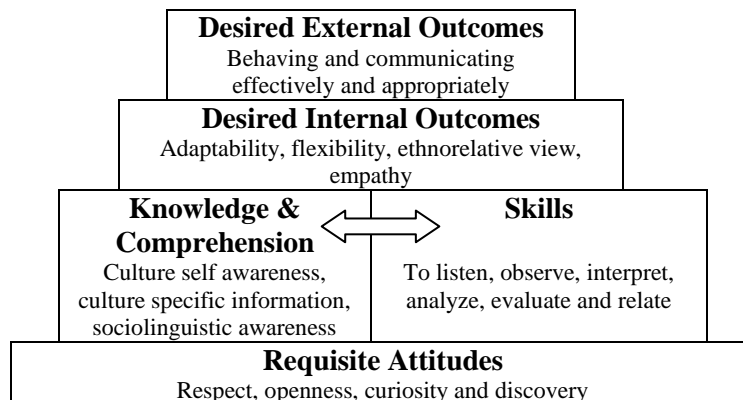 Desired External Outcomes
Behaving and communicating
effectively and appropriately
Desired Internal Outcomes
Adaptability, flexibility, ethnorelative view,
empathy
Knowledge &
Comprehension
Culture self awareness,
culture specific information,
sociolinguistic awareness
Skills
To listen, observe, interpret,
analyze, evaluate and relate
Requisite Attitudes
Respect, openness, curiosity and discovery